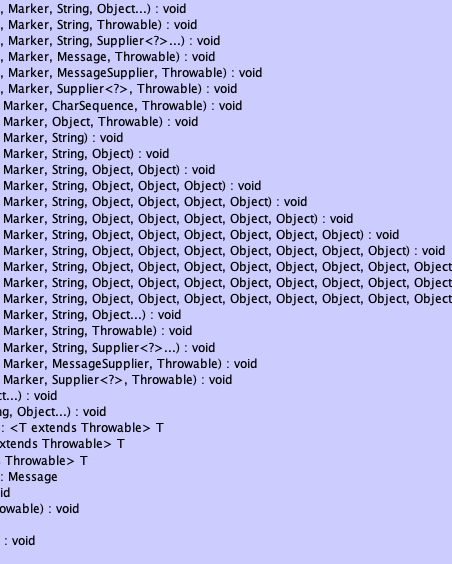 , Marker, String, Object...) : void
, Marker, String, Throwable) : void
, Marker, String, Supplier<?>...) : void
, Marker, Message, Throwable) : void
, Marker, MessageSupplier, Throwable) : void
, Marker, Supplier<?>, Throwable) : void
Marker, CharSequence, Throwable) : void
Marker, Object, Throwable) : void
Marker, String) : void
Marker, String, Object) : void
Marker, String, Object, Object) : void
Marker, String, Object, Object, Object) : void
Marker, String, Object, Object, Object, Object) : void
Marker, String, Object, Object, Object, Object, Object) : void
Marker, String, Object, Object, Object, Object, Object, Object) : void
Marker, String, Object, Object, Object, Object, Object, Object, Object) : void
Marker, String, Object, Object, Object, Object, Object, Object, Object, Object
Marker, String, Object, Object, Object, Object, Object, Object, Object, Object
Marker, String, Object, Object, Object, Object, Object, Object, Object, Object
Marker, String, Object...) : void
Marker, String, Throwable) : void
Marker, String, Supplier<?>...) : void
Marker, MessageSupplier, Throwable) : void
Marker, Supplier<?>, Throwable) : void
ct...) : void
ng, Object...) : void
: <T extends Throwable> T
xtends Throwable> T
Throwable> T
: Message
id
owable) : void
: void